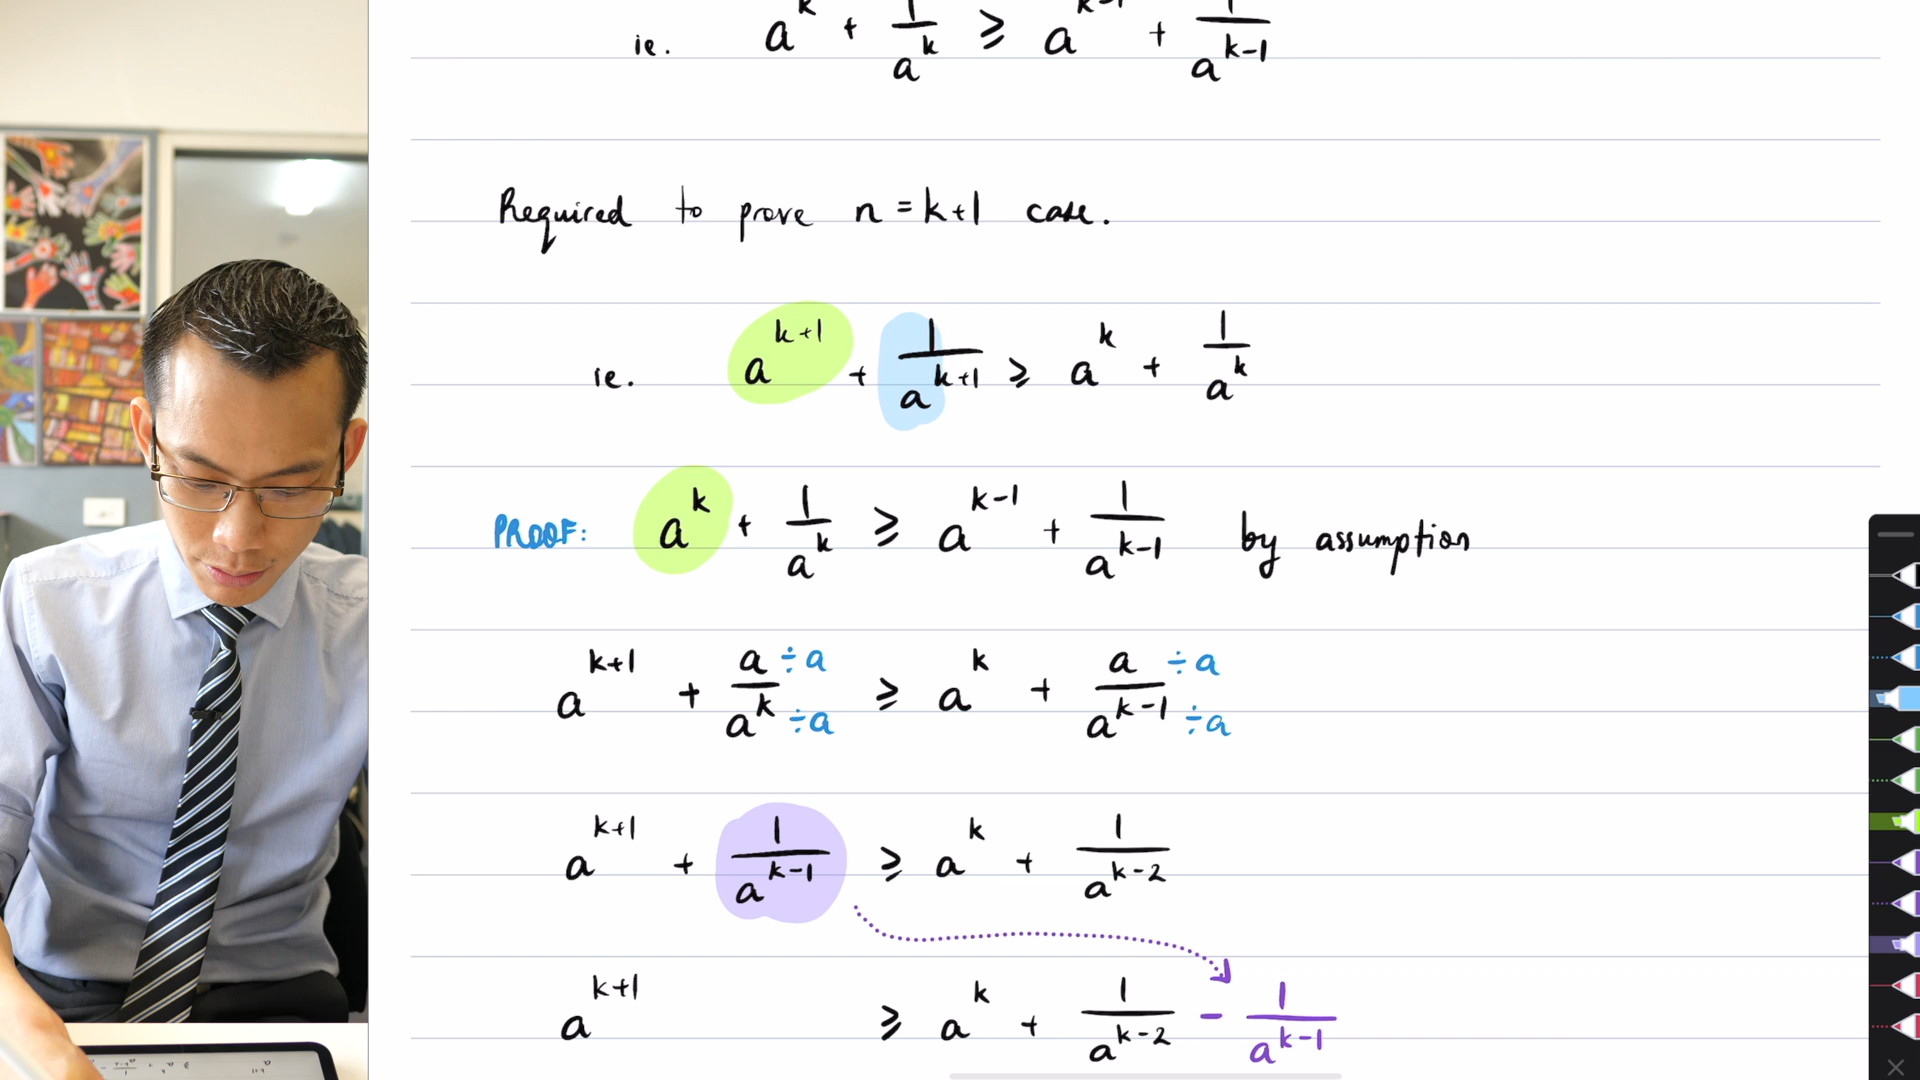 ie. a^k + 1/a^k ≥ a^(k-1) + 1/a^(k-1)
Required to prove n = k+1 case.
ie. a^(k+1) + 1/a^(k+1) ≥ a^k + 1/a^k
PROOF: a^k + 1/a^k ≥ a^(k-1) + 1/a^(k-1) by assumption
a^(k+1) + (a ÷a)/(a^k ÷a) ≥ a^k + (a ÷a)/(a^(k-1) ÷a)
a^(k+1) + 1/a^(k-1) ≥ a^k + 1/a^(k-2)
a^(k+1) ≥ a^k + 1/a^(k-2) - 1/a^(k-1)